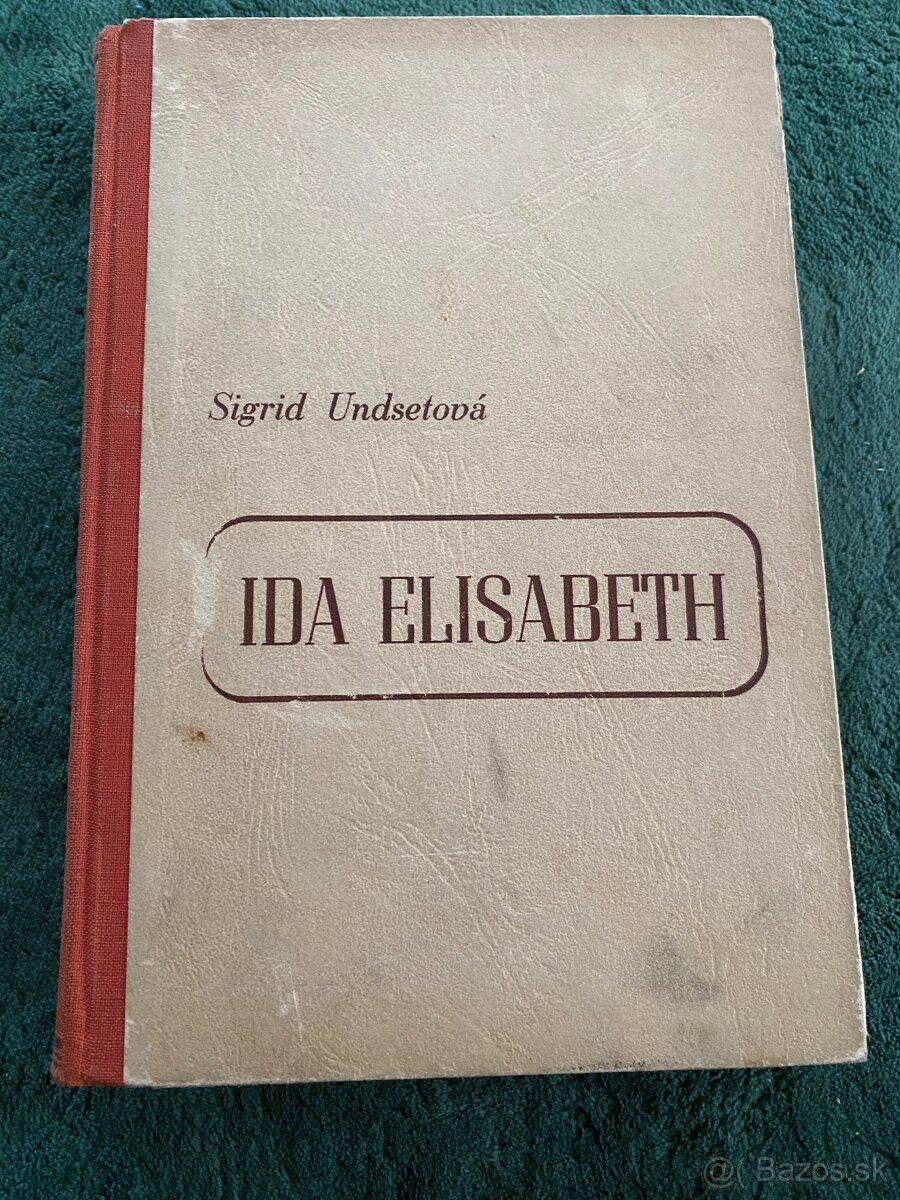 Sigrid Undsetová
IDA ELISABETH
@( Bazos.sk